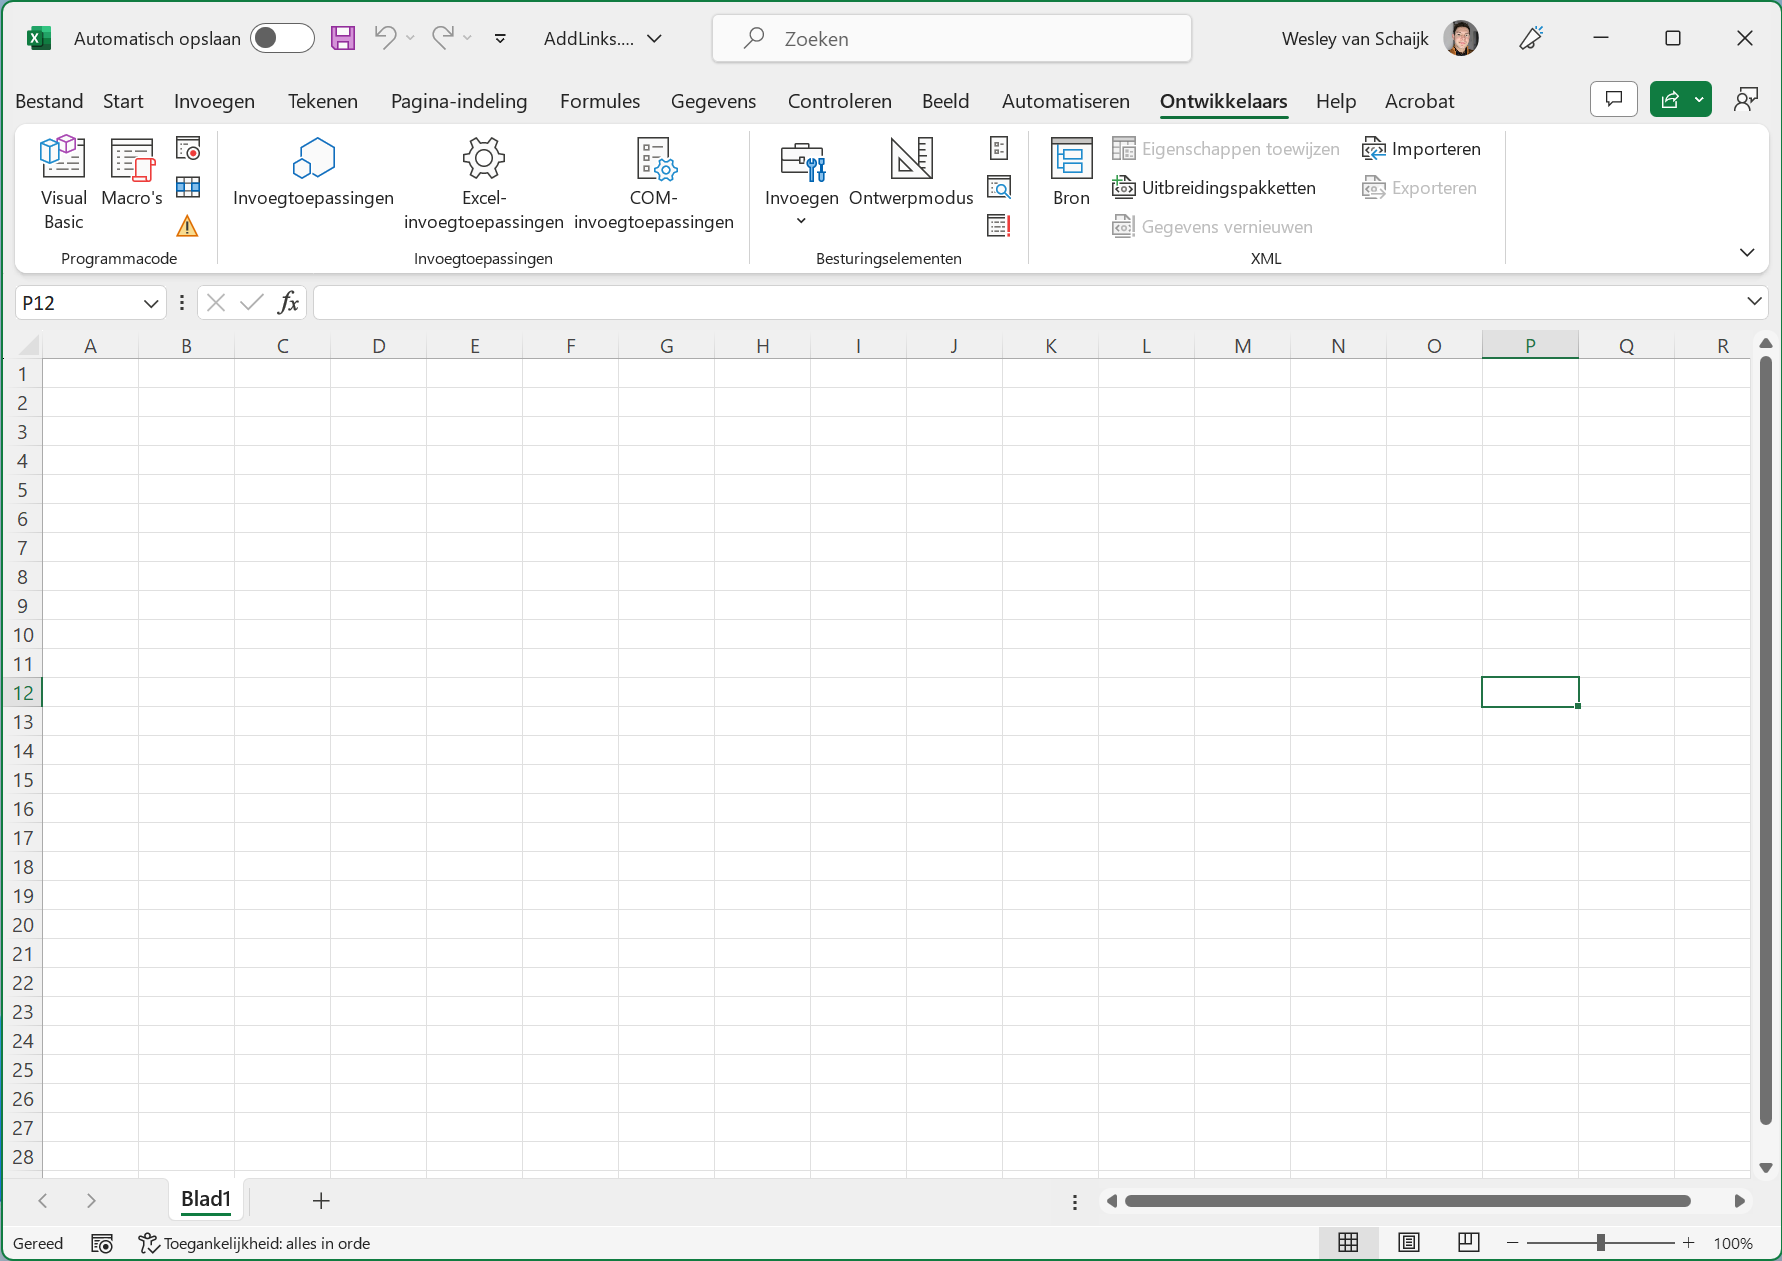 Automatisch opslaan AddLinks.... Zoeken Wesley van Schaijk
Bestand Start Invoegen Tekenen Pagina-indeling Formules Gegevens Controleren Beeld Automatiseren Ontwikkelaars Help Acrobat
Visual Basic
Macro's
Programmacode
Invoegtoepassingen
Excel-invoegtoepassingen
COM-invoegtoepassingen
Invoegtoepassingen
Invoegen
Ontwerpmodus
Besturingselementen
Bron
Eigenschappen toewijzen
Uitbreidingspakketten
Gegevens vernieuwen
Importeren
Exporteren
XML
P12 fx
A B C D E F G H I J K L M N O P Q R
1
2
3
4
5
6
7
8
9
10
11
12
13
14
15
16
17
18
19
20
21
22
23
24
25
26
27
28
Blad1
Gereed Toegankelijkheid: alles in orde 100%